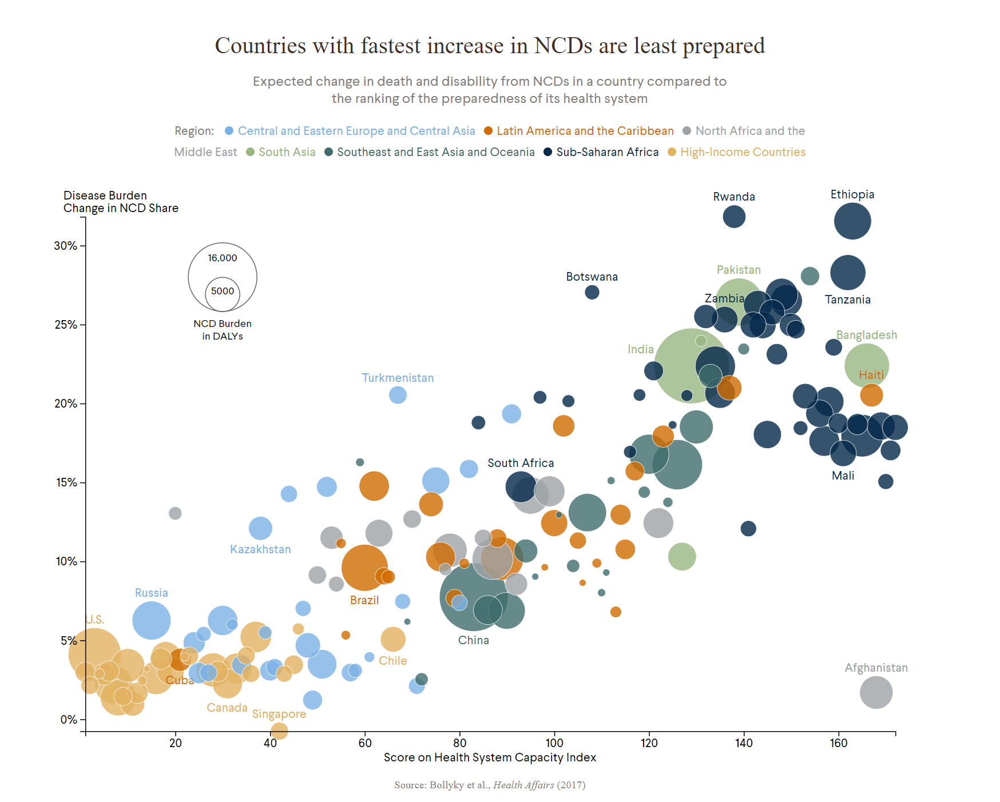 Countries with fastest increase in NCDs are least prepared
Expected change in death and disability from NCDs in a country compared to
the ranking of the preparedness of its health system
Region: Central and Eastern Europe and Central Asia Latin America and the Caribbean North Africa and the
Middle East South Asia Southeast and East Asia and Oceania Sub-Saharan Africa High-Income Countries
Disease Burden
Change in NCD Share
Rwanda
Ethiopia
30%
16,000
5000
NCD Burden
in DALYs
Botswana
Pakistan
Zambia
Tanzania
25%
India
Bangladesh
Haiti
Turkmenistan
20%
South Africa
Mali
15%
Kazakhstan
10%
Russia
Brazil
U.S.
China
5%
Chile
Afghanistan
Cuba
Canada
Singapore
0%
20 40 60 80 100 120 140 160
Score on Health System Capacity Index
Source: Bollyky et al., Health Affairs (2017)